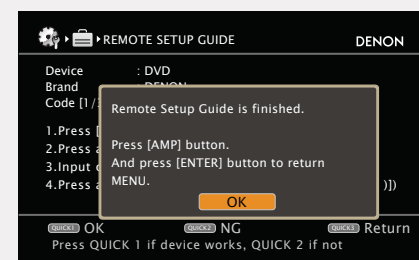 REMOTE SETUP GUIDE
DENON
Device : DVD
Brand : DENON
Code [1/
1.Press [
2.Press a
3.Input
4.Press a )])
Remote Setup Guide is finished.
Press [AMP] button.
And press [ENTER] button to return
MENU.
OK
QUICK1 OK QUICK2 NG QUICK3 Return
Press QUICK 1 if device works, QUICK 2 if not